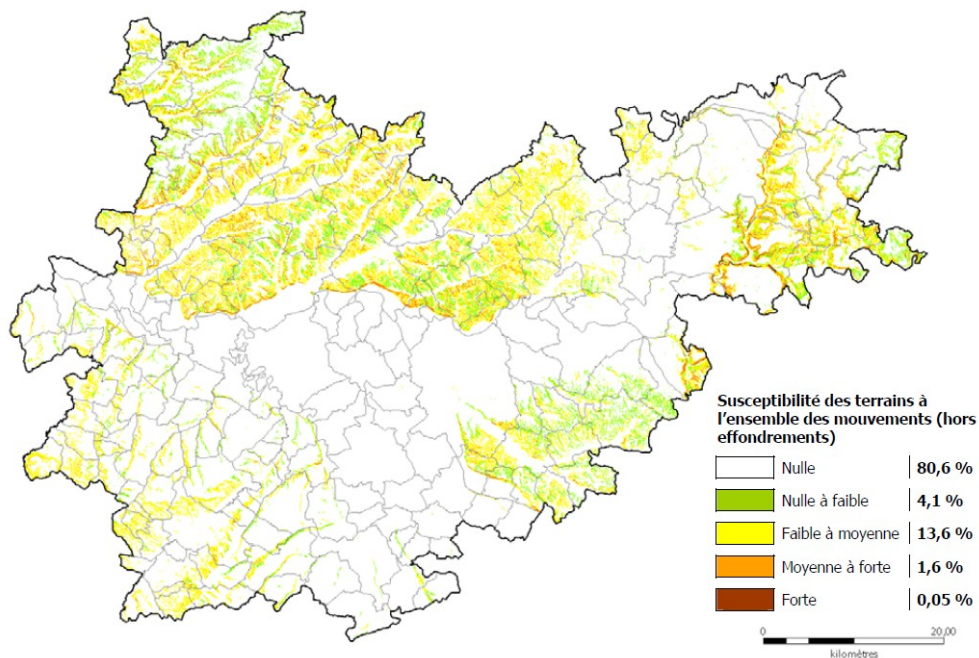 Susceptibilité des terrains à
l'ensemble des mouvements (hors
effondrements)
Nulle 80,6 %
Nulle à faible 4,1 %
Faible à moyenne 13,6 %
Moyenne à forte 1,6 %
Forte 0,05 %
0 20,00
kilomètres